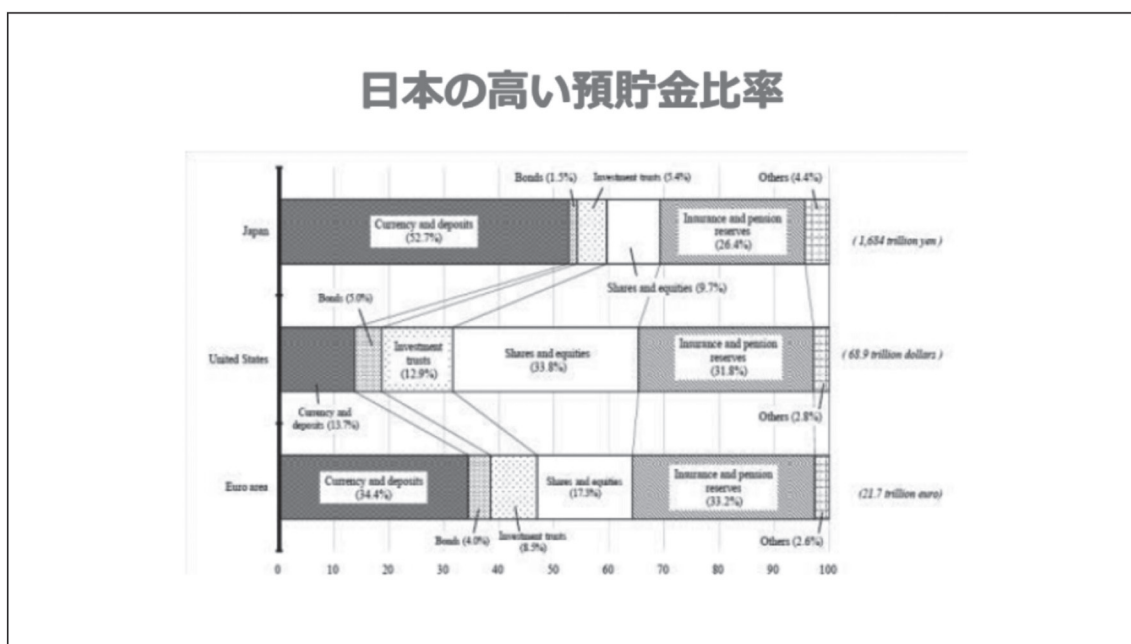 日本の高い預貯金比率
Bonds (1.5%)
Investment trusts (5.4%)
Others (4.4%)
Japan
Currency and deposits
(52.7%)
Insurance and pension
reserves
(26.4%)
( 1,684 trillion yen )
Shares and equities (9.7%)
Bonds (5.0%)
United States
Investment
trusts
(12.9%)
Shares and equities
(33.8%)
Insurance and pension
reserves
(31.8%)
( 68.9 trillion dollars )
Currency and
deposits (13.7%)
Others (2.8%)
Euro area
Currency and deposits
(34.4%)
Shares and equities
(17.3%)
Insurance and pension
reserves
(33.2%)
(21.7 trillion euro)
Bonds (4.0%)
Investment trusts
(8.5%)
Others (2.6%)
0 10 20 30 40 50 60 70 80 90 100